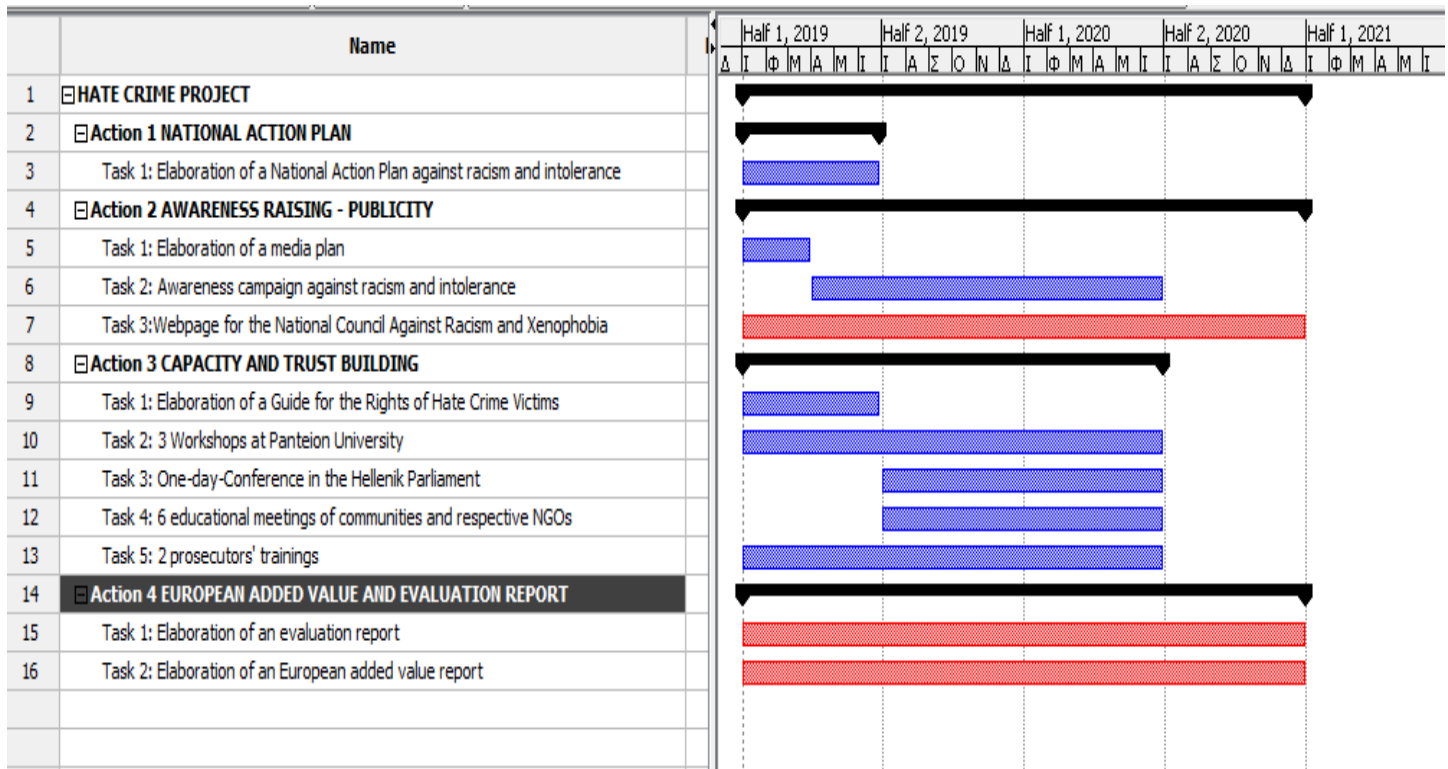 Name
Half 1, 2019 Half 2, 2019 Half 1, 2020 Half 2, 2020 Half 1, 2021
Δ Ι Φ Μ Α Μ Ι Ι Α Σ Ο Ν Δ Ι Φ Μ Α Μ Ι Ι Α Σ Ο Ν Δ Ι Φ Μ Α Μ Ι
1 HATE CRIME PROJECT
2 Action 1 NATIONAL ACTION PLAN
3 Task 1: Elaboration of a National Action Plan against racism and intolerance
4 Action 2 AWARENESS RAISING - PUBLICITY
5 Task 1: Elaboration of a media plan
6 Task 2: Awareness campaign against racism and intolerance
7 Task 3:Webpage for the National Council Against Racism and Xenophobia
8 Action 3 CAPACITY AND TRUST BUILDING
9 Task 1: Elaboration of a Guide for the Rights of Hate Crime Victims
10 Task 2: 3 Workshops at Panteion University
11 Task 3: One-day-Conference in the Hellenik Parliament
12 Task 4: 6 educational meetings of communities and respective NGOs
13 Task 5: 2 prosecutors' trainings
14 Action 4 EUROPEAN ADDED VALUE AND EVALUATION REPORT
15 Task 1: Elaboration of an evaluation report
16 Task 2: Elaboration of an European added value report